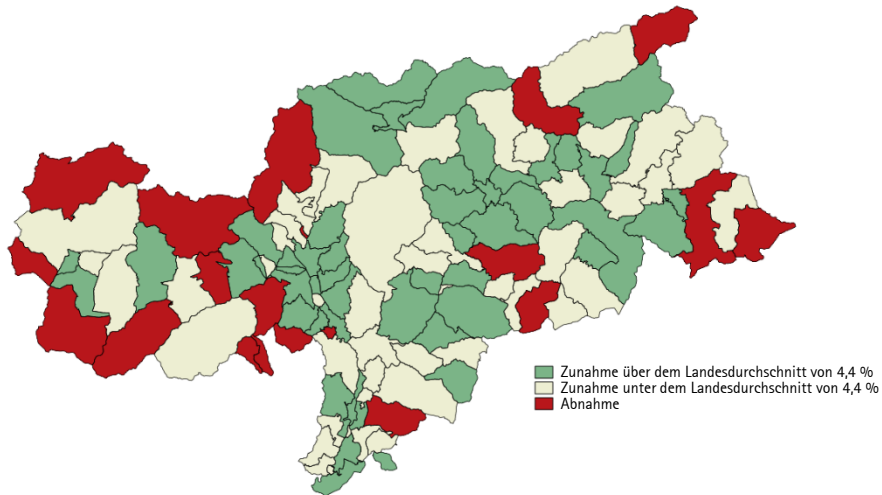 Zunahme über dem Landesdurchschnitt von 4,4 %
Zunahme unter dem Landesdurchschnitt von 4,4 %
Abnahme